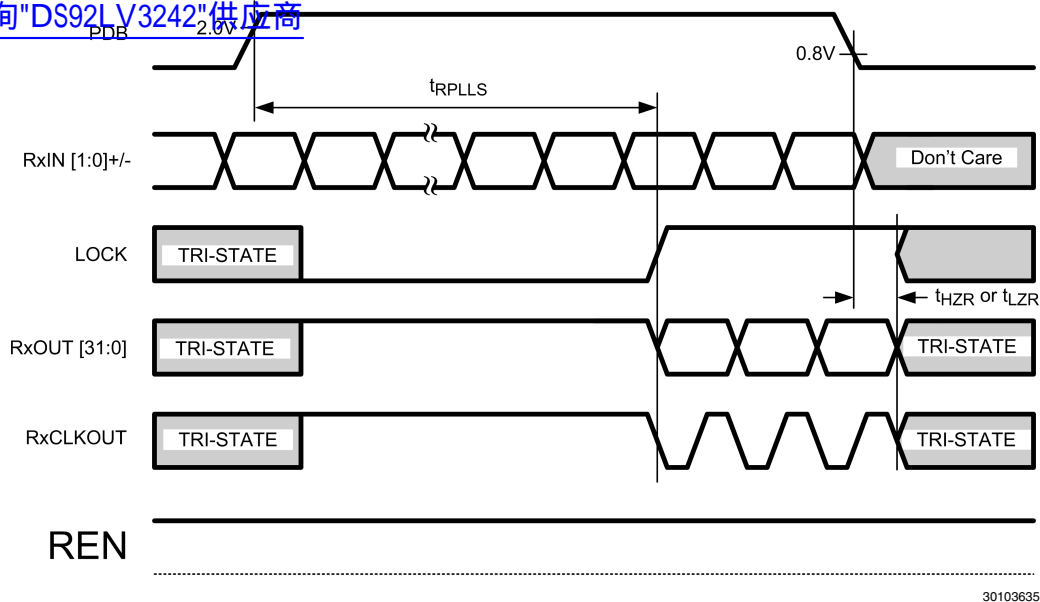 询"DS92LV3242"供应商
PDB
2.0V
0.8V
tRPLLS
RxIN [1:0]+/-
Don't Care
LOCK
TRI-STATE
tHZR or tLZR
RxOUT [31:0]
TRI-STATE
TRI-STATE
RxCLKOUT
TRI-STATE
TRI-STATE
REN
30103635